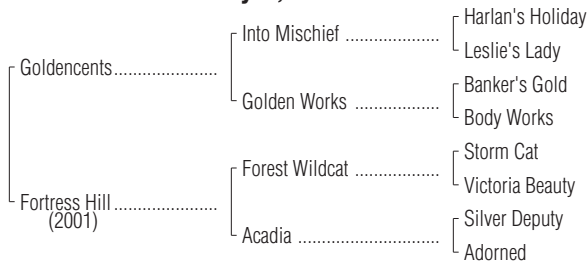 Harlan's Holiday
Into Mischief ..................
Leslie's Lady
Goldencents.....................
Banker's Gold
Golden Works ................
Body Works
Storm Cat
Forest Wildcat ................
Victoria Beauty
Fortress Hill.....................
(2001)
Silver Deputy
Acadia ...........................
Adorned